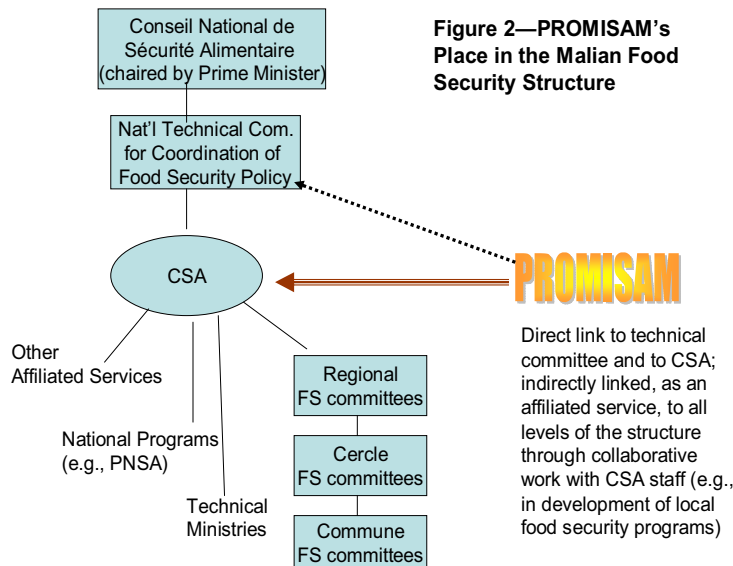 Conseil National de
Sécurité Alimentaire
(chaired by Prime Minister)
Figure 2—PROMISAM’s
Place in the Malian Food
Security Structure
Nat’l Technical Com.
for Coordination of
Food Security Policy
CSA
PROMISAM
Direct link to technical
committee and to CSA;
indirectly linked, as an
affiliated service, to all
levels of the structure
through collaborative
work with CSA staff (e.g.,
in development of local
food security programs)
Other
Affiliated Services
National Programs
(e.g., PNSA)
Technical
Ministries
Regional
FS committees
Cercle
FS committees
Commune
FS committees